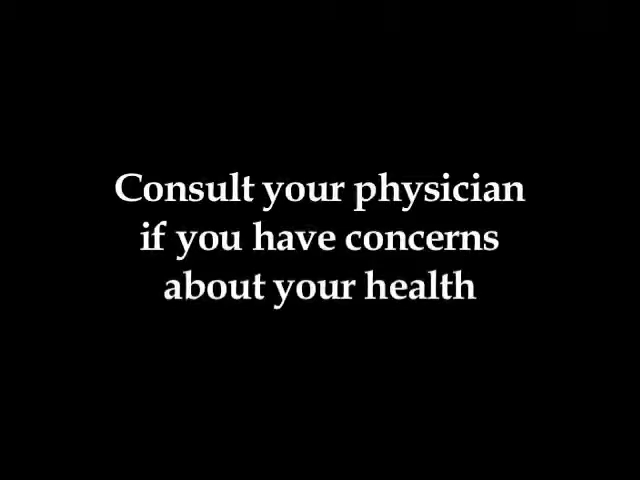 Consult your physician
if you have concerns
about your health